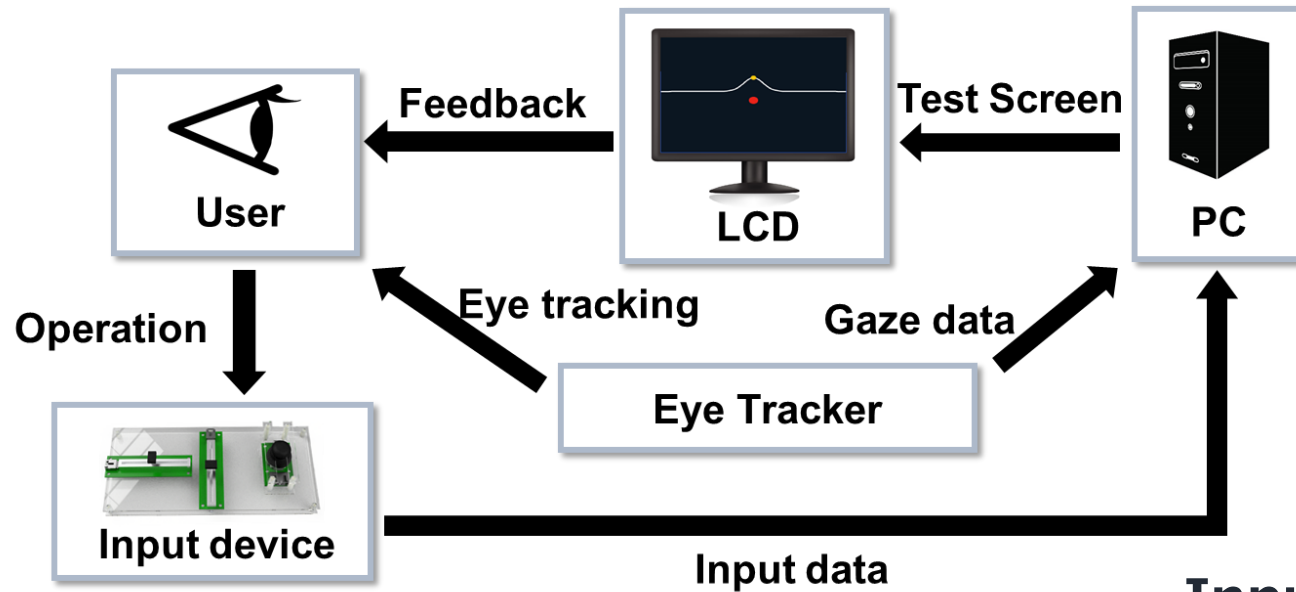 Feedback
Test Screen
User
LCD
PC
Operation
Eye tracking
Gaze data
Eye Tracker
Input device
Input data